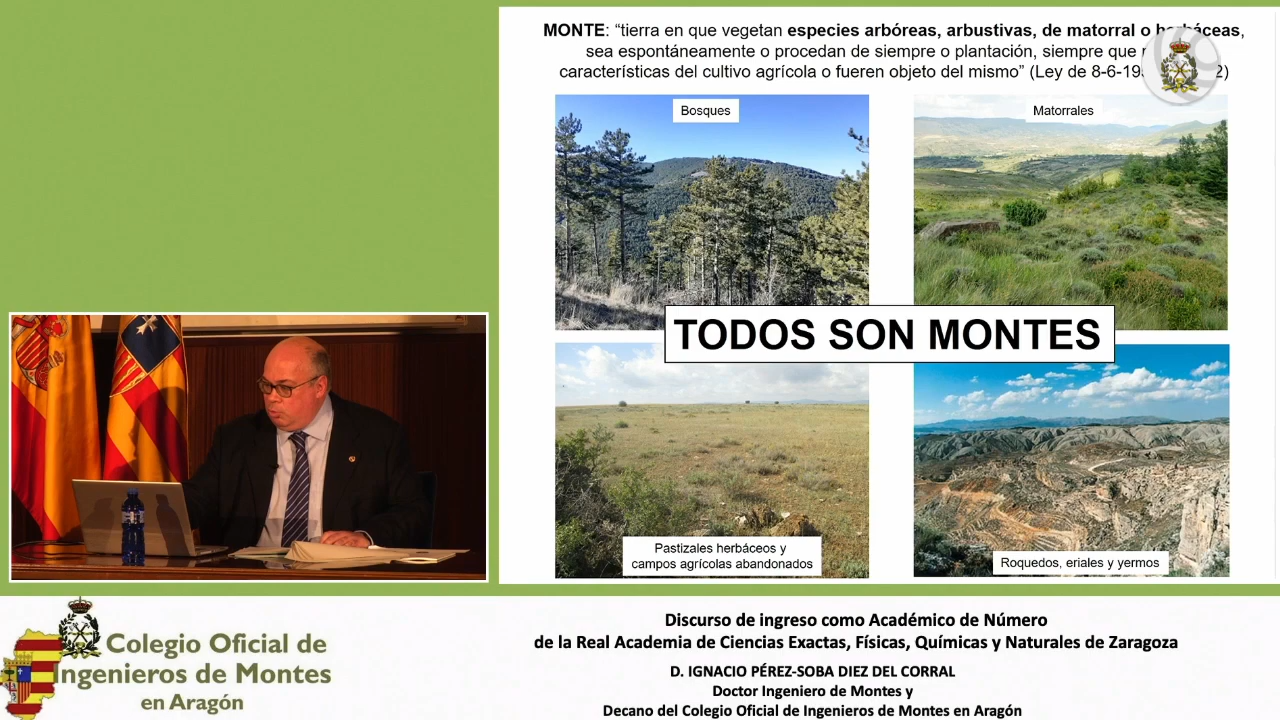 MONTE: “tierra en que vegetan especies arbóreas, arbustivas, de matorral o herbáceas,
sea espontáneamente o procedan de siempre o plantación, siempre que
características del cultivo agrícola o fueren objeto del mismo” (Ley de 8-6-19
Bosques
Matorrales
TODOS SON MONTES
Pastizales herbáceos y
campos agrícolas abandonados
Roquedos, eriales y yermos
Colegio Oficial de
Ingenieros de Montes
en Aragón
Discurso de ingreso como Académico de Número
de la Real Academia de Ciencias Exactas, Físicas, Químicas y Naturales de Zaragoza
D. IGNACIO PÉREZ-SOBA DIEZ DEL CORRAL
Doctor Ingeniero de Montes y
Decano del Colegio Oficial de Ingenieros de Montes en Aragón